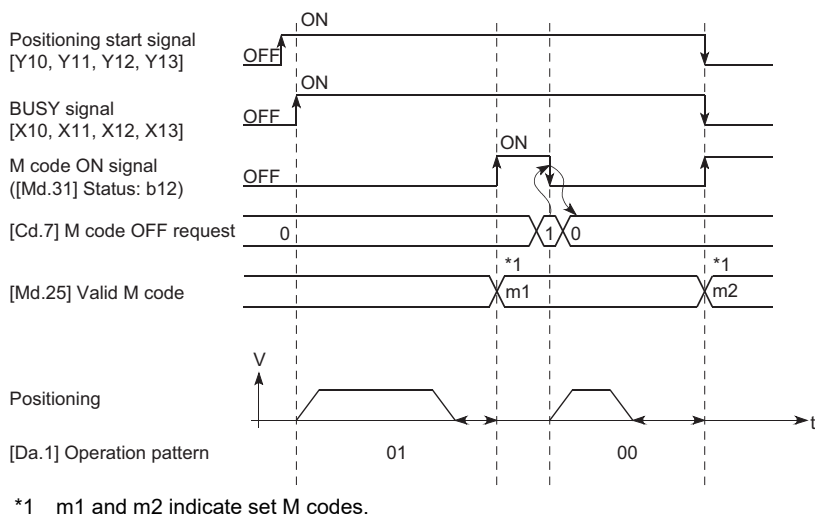 ON
Positioning start signal
[Y10, Y11, Y12, Y13]
OFF
ON
BUSY signal
[X10, X11, X12, X13]
OFF
ON
M code ON signal
([Md.31] Status: b12)
OFF
[Cd.7] M code OFF request
0
1
0
*1
*1
[Md.25] Valid M code
m1
m2
V
Positioning
t
[Da.1] Operation pattern
01
00
*1 m1 and m2 indicate set M codes.